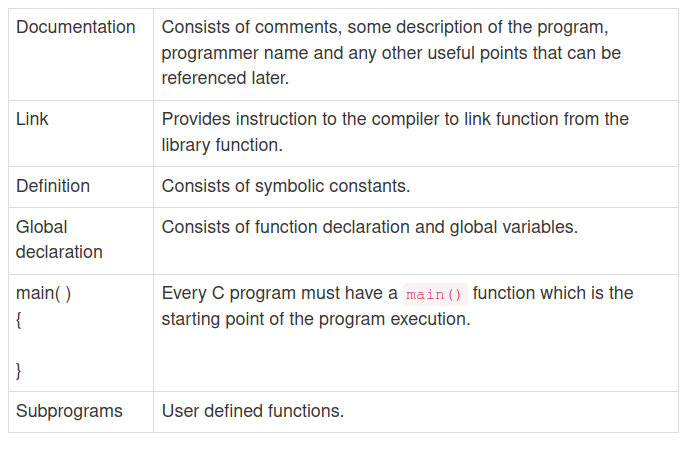 Documentation
Consists of comments, some description of the program,
programmer name and any other useful points that can be
referenced later.
Link
Provides instruction to the compiler to link function from the
library function.
Definition
Consists of symbolic constants.
Global
declaration
Consists of function declaration and global variables.
main( )
{
}
Every C program must have a main() function which is the
starting point of the program execution.
Subprograms
User defined functions.